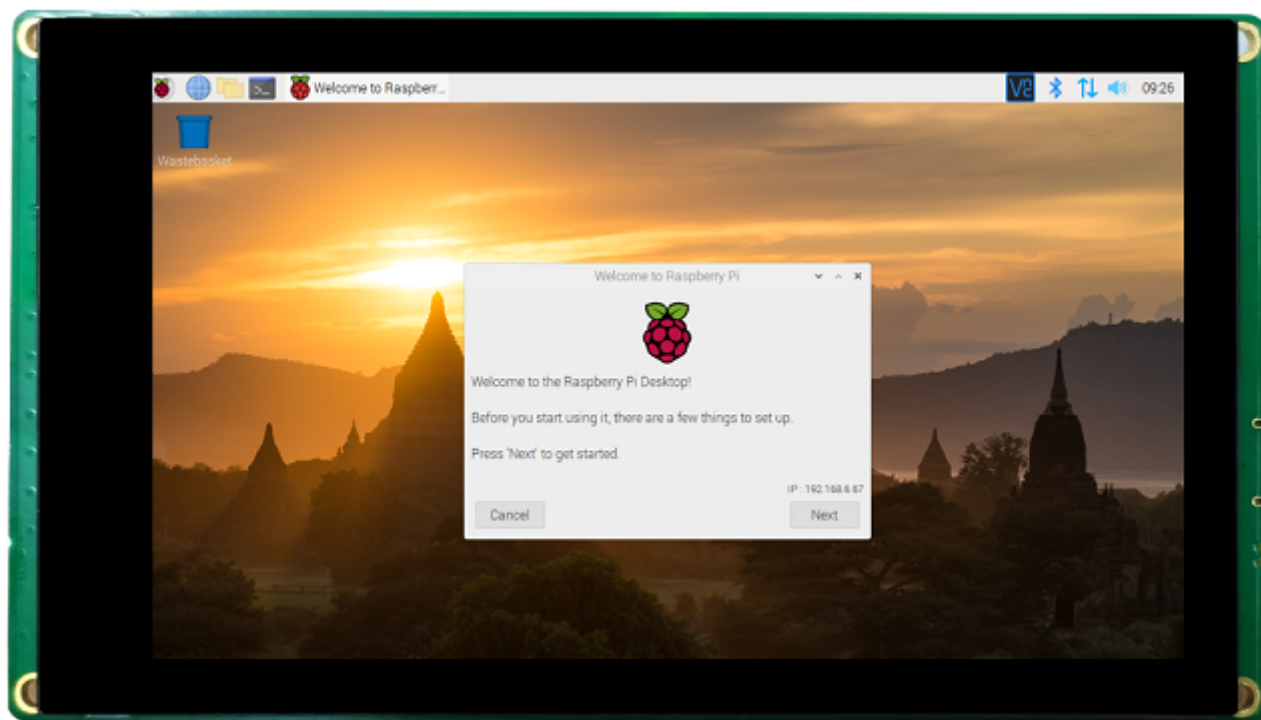 Welcome to Raspberr...
V2
09:26
Wastebasket
Welcome to Raspberry Pi
Welcome to the Raspberry Pi Desktop!
Before you start using it, there are a few things to set up.
Press 'Next' to get started.
IP : 192.168.6.67
Cancel
Next